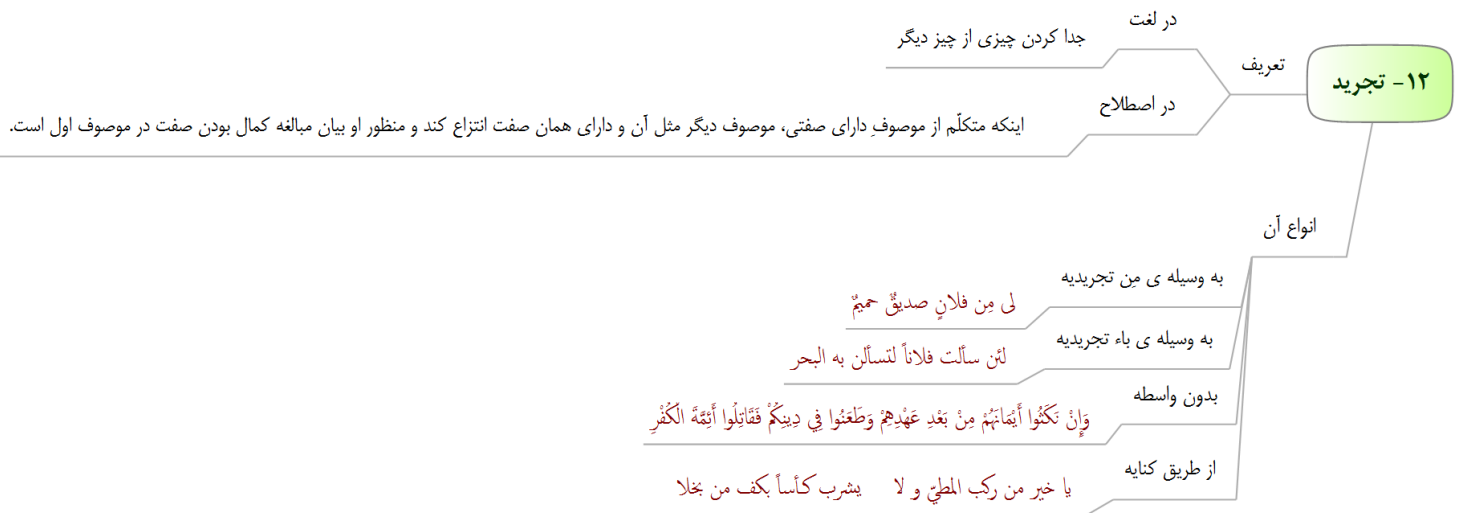 ۱۲- تجرید
تعریف
در لغت
جدا کردن چیزی از چیز دیگر
در اصطلاح
اینکه متکلّم از موصوفِ دارای صفتی، موصوف دیگر مثل آن و دارای همان صفت انتزاع کند و منظور او بیان مبالغه کمال بودن صفت در موصوف اول است.
انواع آن
به وسیله ی مِن تجریدیه
لی مِن فلانٍ صدیقٌ حمیمٌ
به وسیله ی باء تجریدیه
لئن سألت فلاناً لتسألن به البحر
بدون واسطه
وَإِنْ نَكَثُوا أَيْمَانَهُمْ مِنْ بَعْدِ عَهْدِهِمْ وَطَعَنُوا فِي دِينِكُمْ فَقَاتِلُوا أَئِمَّةَ الْكُفْرِ
از طریق کنایه
یا خیر من رکب المطيّ و لا یشرب کأساً بکف من بخلا